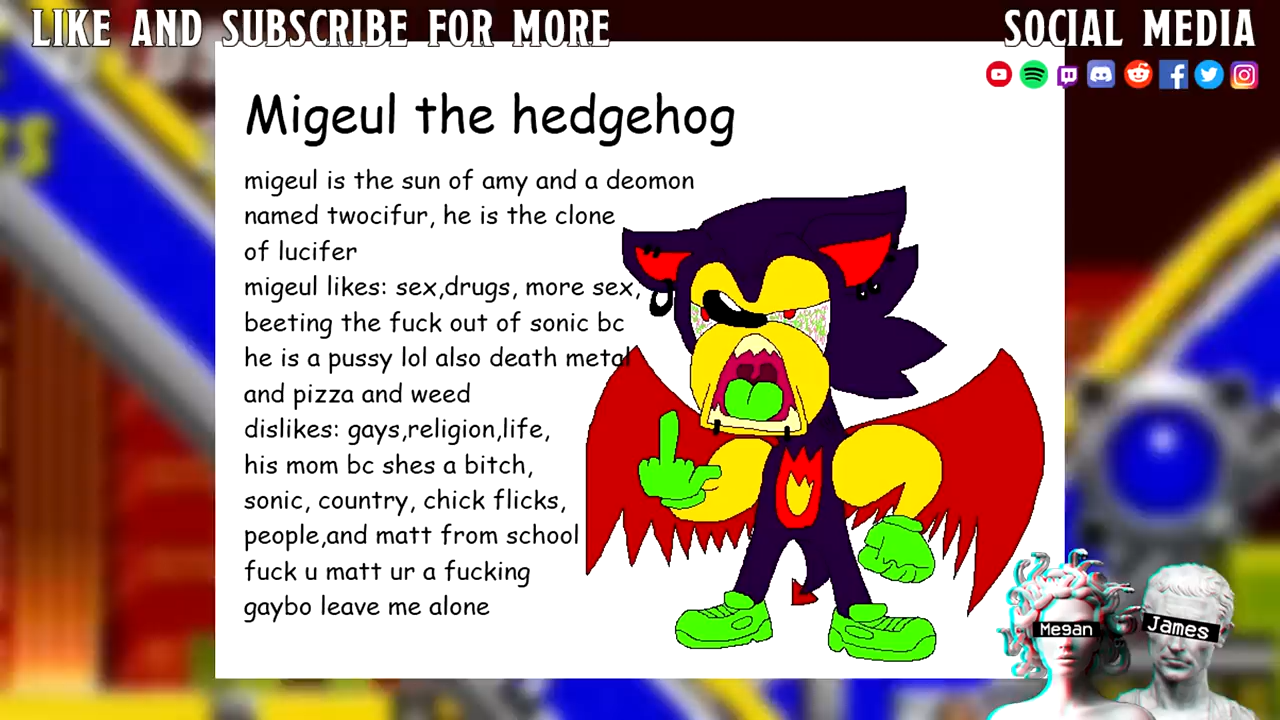 LIKE AND SUBSCRIBE FOR MORE
SOCIAL MEDIA
Migeul the hedgehog
migeul is the sun of amy and a deomon
named twocifur, he is the clone
of lucifer
migeul likes: sex,drugs, more sex,
beeting the fuck out of sonic bc
he is a pussy lol also death metal
and pizza and weed
dislikes: gays,religion,life,
his mom bc shes a bitch,
sonic, country, chick flicks,
people,and matt from school
fuck u matt ur a fucking
gaybo leave me alone
Megan
James